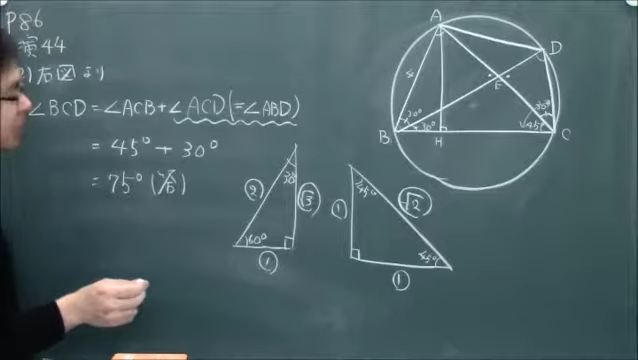 P86
演44
右図より
∠BCD = ∠ACB + ∠ACD (= ∠ABD)
= 45° + 30°
= 75° (答)
A
D
E
30°
30°
30°
45°
B
H
C
30°
②
√3
60°
①
45°
①
√2
45°
①